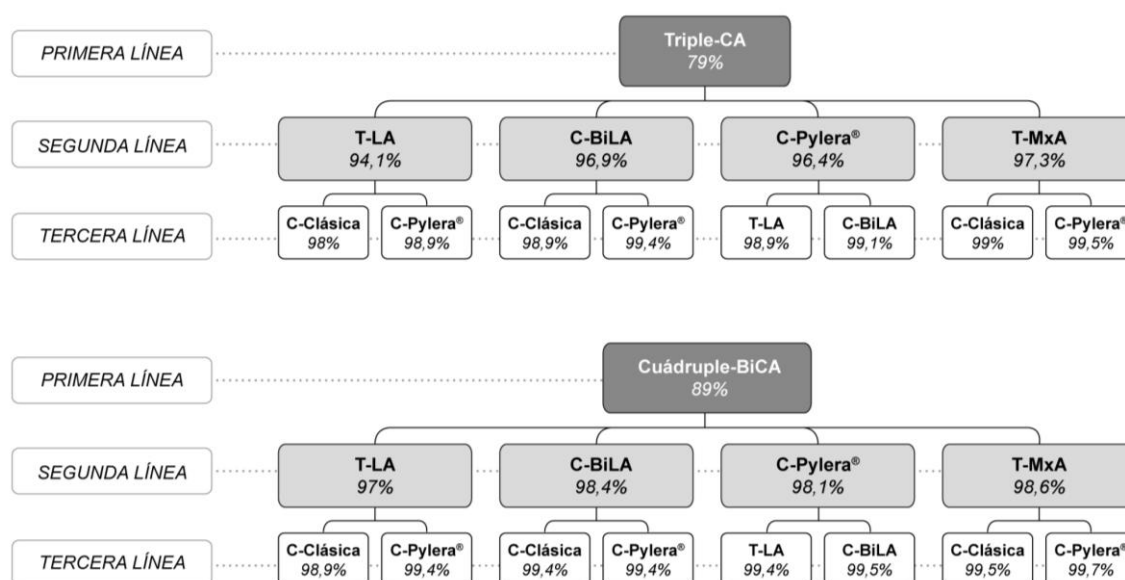 PRIMERA LÍNEA
Triple-CA
79%
SEGUNDA LÍNEA
T-LA
94,1%
C-BiLA
96,9%
C-Pylera®
96,4%
T-MxA
97,3%
TERCERA LÍNEA
C-Clásica
98%
C-Pylera®
98,9%
C-Clásica
98,9%
C-Pylera®
99,4%
T-LA
98,9%
C-BiLA
99,1%
C-Clásica
99%
C-Pylera®
99,5%
PRIMERA LÍNEA
Cuádruple-BiCA
89%
SEGUNDA LÍNEA
T-LA
97%
C-BiLA
98,4%
C-Pylera®
98,1%
T-MxA
98,6%
TERCERA LÍNEA
C-Clásica
98,9%
C-Pylera®
99,4%
C-Clásica
99,4%
C-Pylera®
99,4%
T-LA
99,4%
C-BiLA
99,5%
C-Clásica
99,5%
C-Pylera®
99,7%